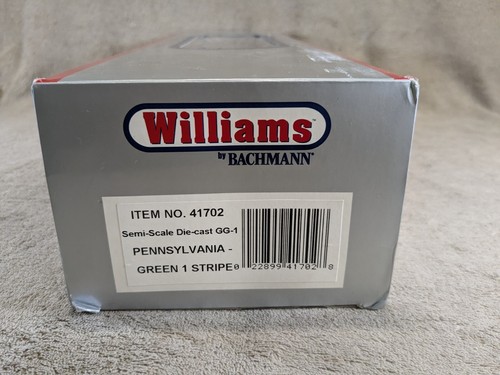 Williams
by BACHMANN
ITEM NO. 41702
Semi-Scale Die-cast GG-1
PENNSYLVANIA -
GREEN 1 STRIPE
0 22899 41702 8